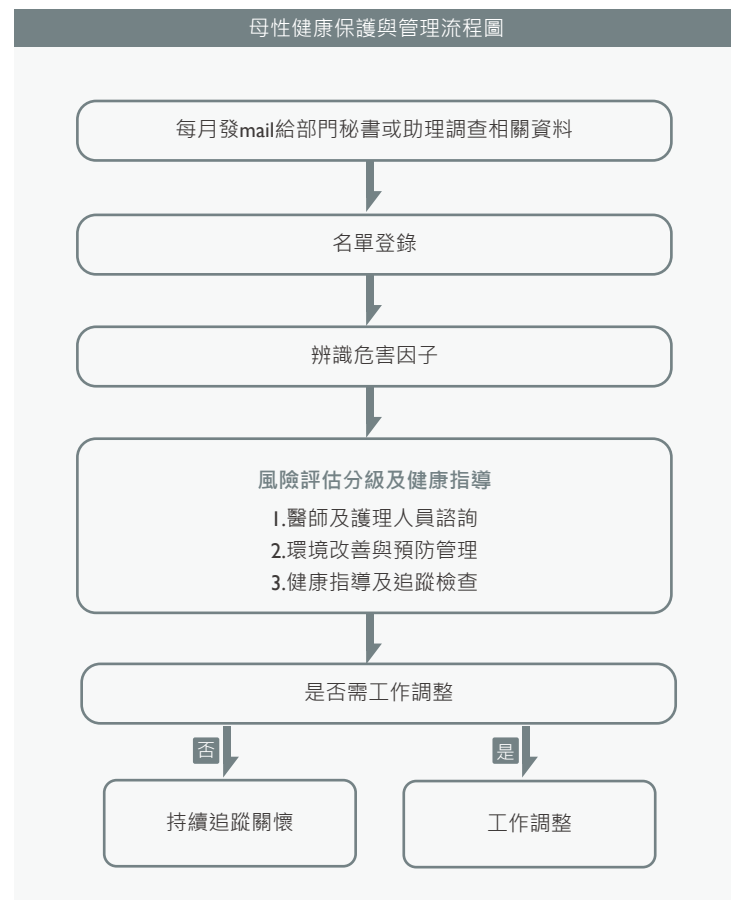 母性健康保護與管理流程圖
每月發mail給部門秘書或助理調查相關資料
名單登錄
辨識危害因子
風險評估分級及健康指導
1.醫師及護理人員諮詢
2.環境改善與預防管理
3.健康指導及追蹤檢查
是否需工作調整
否
是
持續追蹤關懷
工作調整